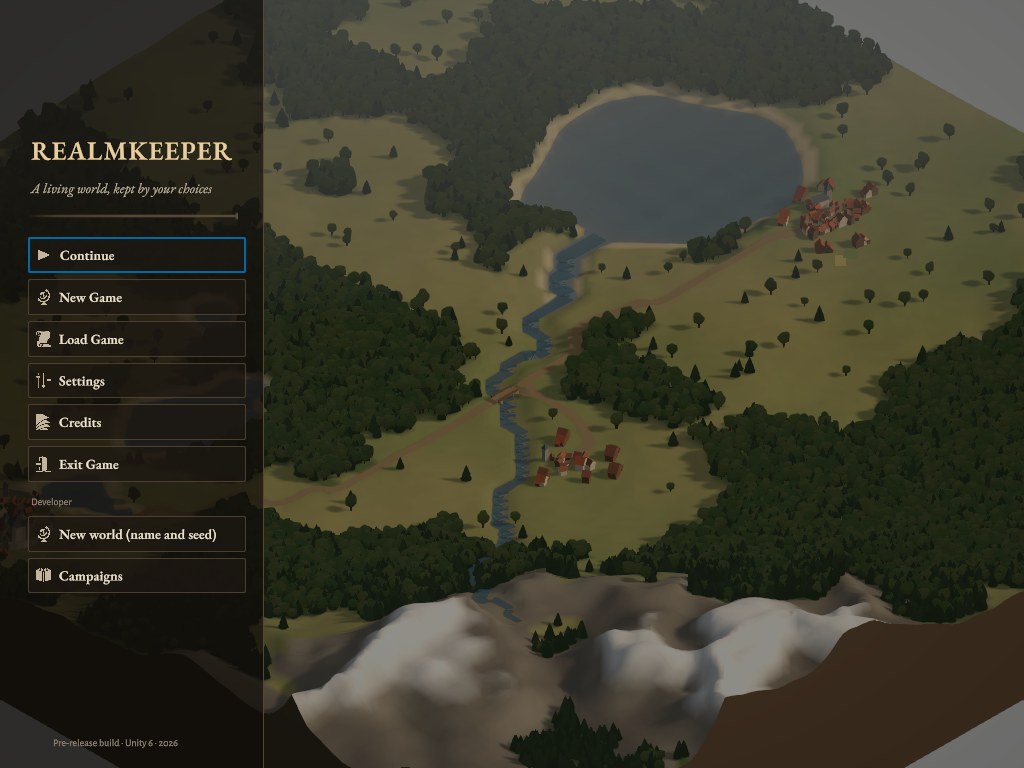 REALMKEEPER
A living world, kept by your choices
Continue
New Game
Load Game
Settings
Credits
Exit Game
Developer
New world (name and seed)
Campaigns
Pre-release build · Unity 6 · 2026